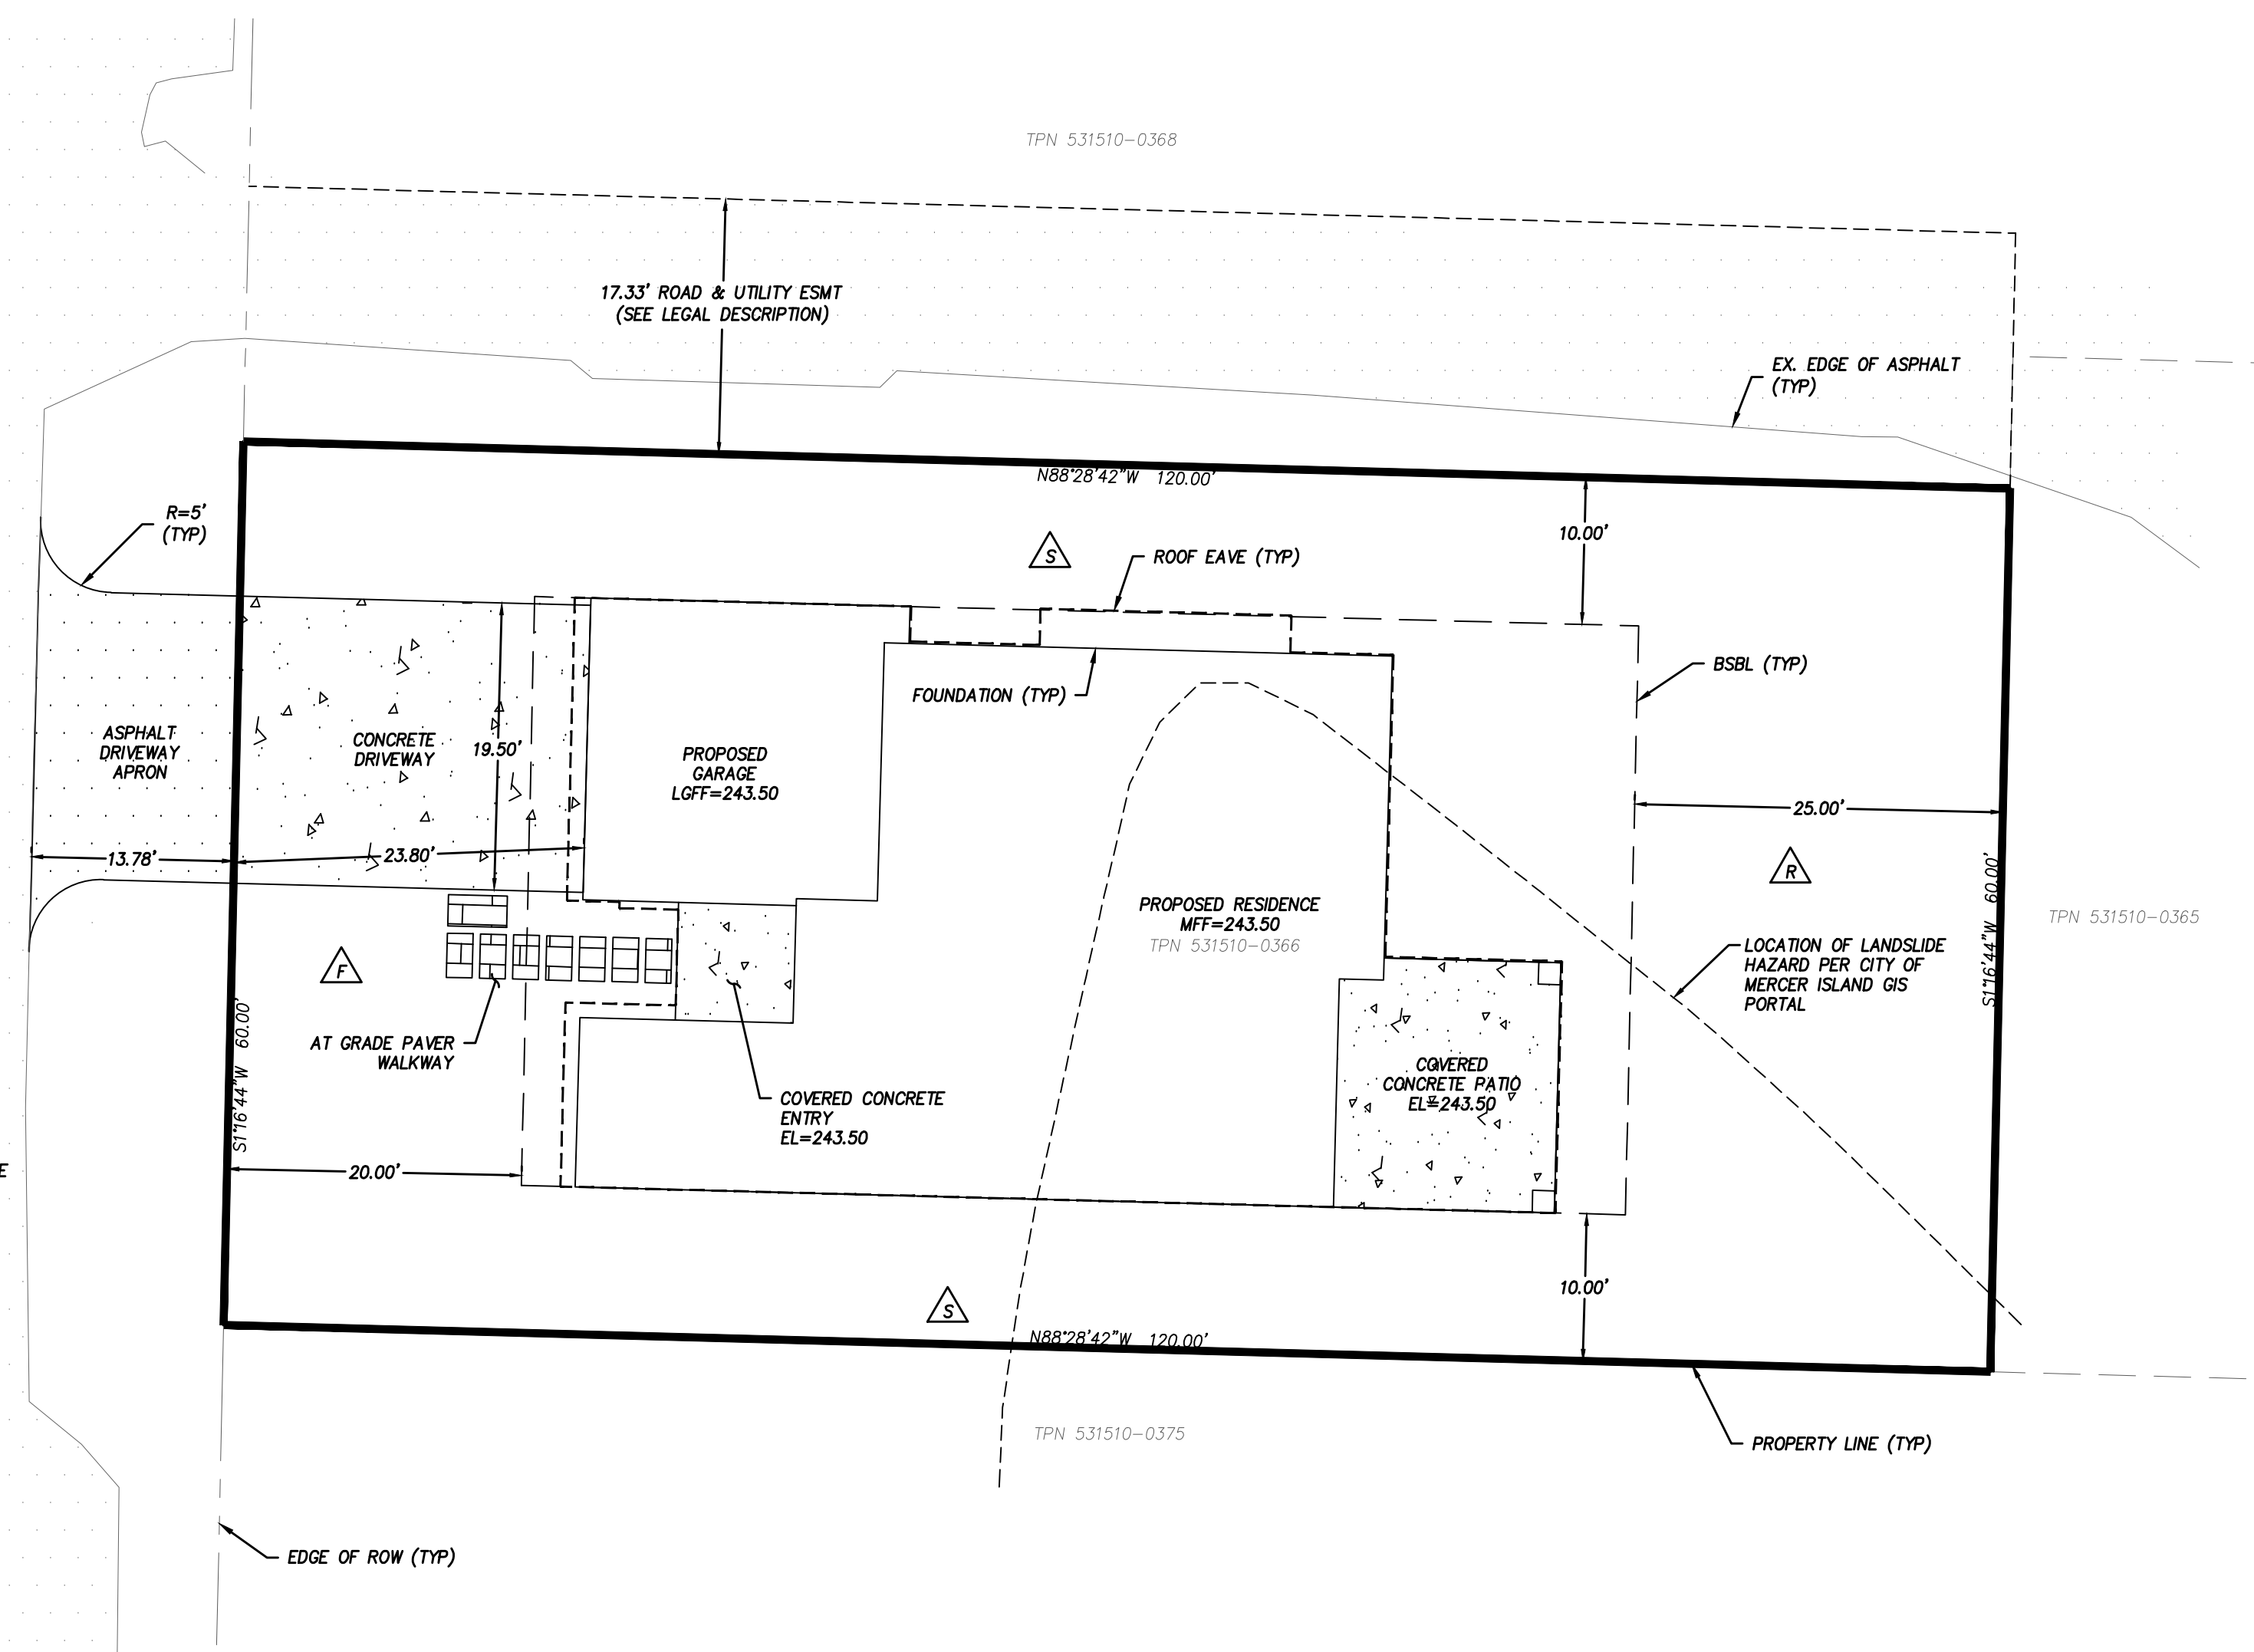 TPN 531510-0368
17.33' ROAD & UTILITY ESMT
(SEE LEGAL DESCRIPTION)
EX. EDGE OF ASPHALT
(TYP)
N88°28'42"W 120.00'
R=5'
(TYP)
10.00'
S
ROOF EAVE (TYP)
BSBL (TYP)
FOUNDATION (TYP)
ASPHALT
DRIVEWAY
APRON
CONCRETE
DRIVEWAY
19.50'
PROPOSED
GARAGE
LGFF=243.50
25.00'
13.78'
23.80'
R
PROPOSED RESIDENCE
MFF=243.50
TPN 531510-0366
S1°16'44"W 60.00'
TPN 531510-0365
LOCATION OF LANDSLIDE
HAZARD PER CITY OF
MERCER ISLAND GIS
PORTAL
F
AT GRADE PAVER
WALKWAY
S1°16'44"W 60.00'
COVERED CONCRETE
ENTRY
EL=243.50
COVERED
CONCRETE PATIO
EL=243.50
E
20.00'
10.00'
S
N88°28'42"W 120.00'
TPN 531510-0375
PROPERTY LINE (TYP)
EDGE OF ROW (TYP)